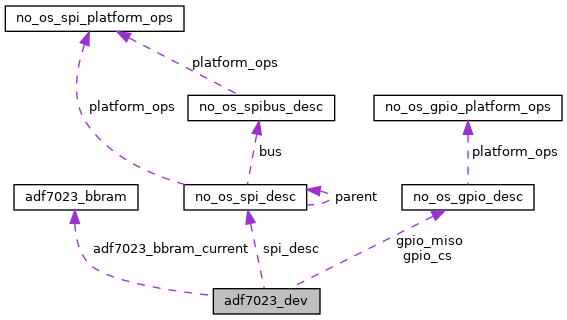 no_os_spi_platform_ops
platform_ops
platform_ops
no_os_spibus_desc
no_os_gpio_platform_ops
bus
platform_ops
adf7023_bbram
no_os_spi_desc
parent
no_os_gpio_desc
adf7023_bbram_current
spi_desc
gpio_miso
gpio_cs
adf7023_dev